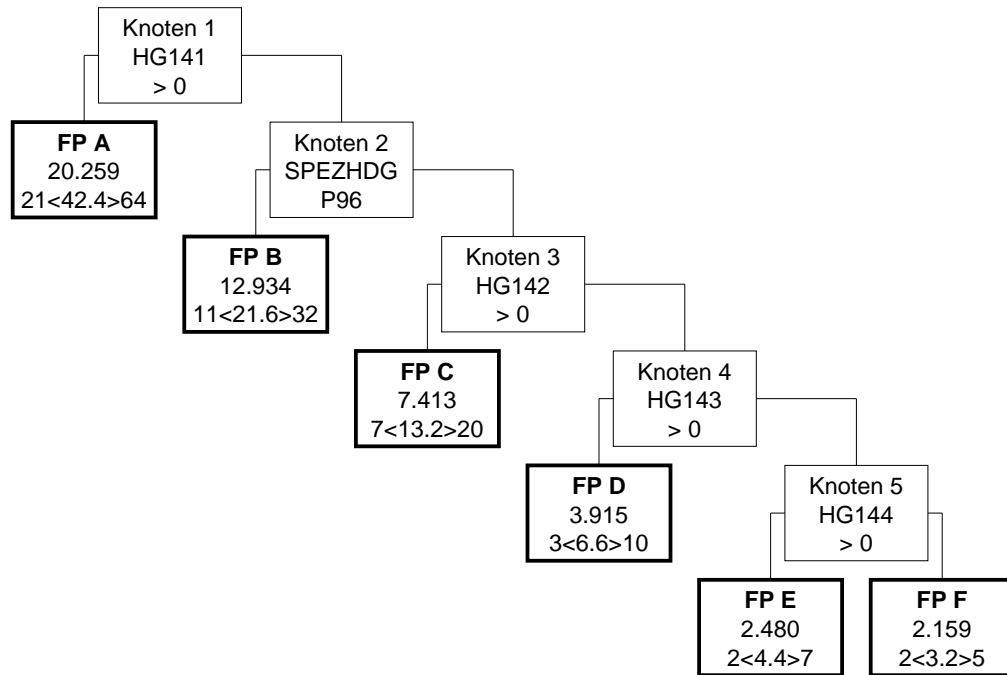 Knoten 1
HG141
> 0
FP A
20.259
21<42.4>64
Knoten 2
SPEZHDG
P96
FP B
12.934
11<21.6>32
Knoten 3
HG142
> 0
FP C
7.413
7<13.2>20
Knoten 4
HG143
> 0
FP D
3.915
3<6.6>10
Knoten 5
HG144
> 0
FP E
2.480
2<4.4>7
FP F
2.159
2<3.2>5